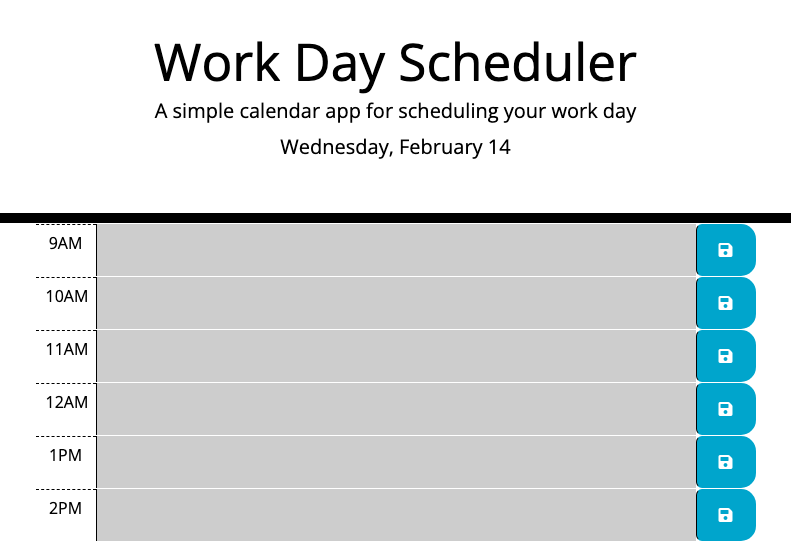 Work Day Scheduler
A simple calendar app for scheduling your work day
Wednesday, February 14
9AM
10AM
11AM
12AM
1PM
2PM